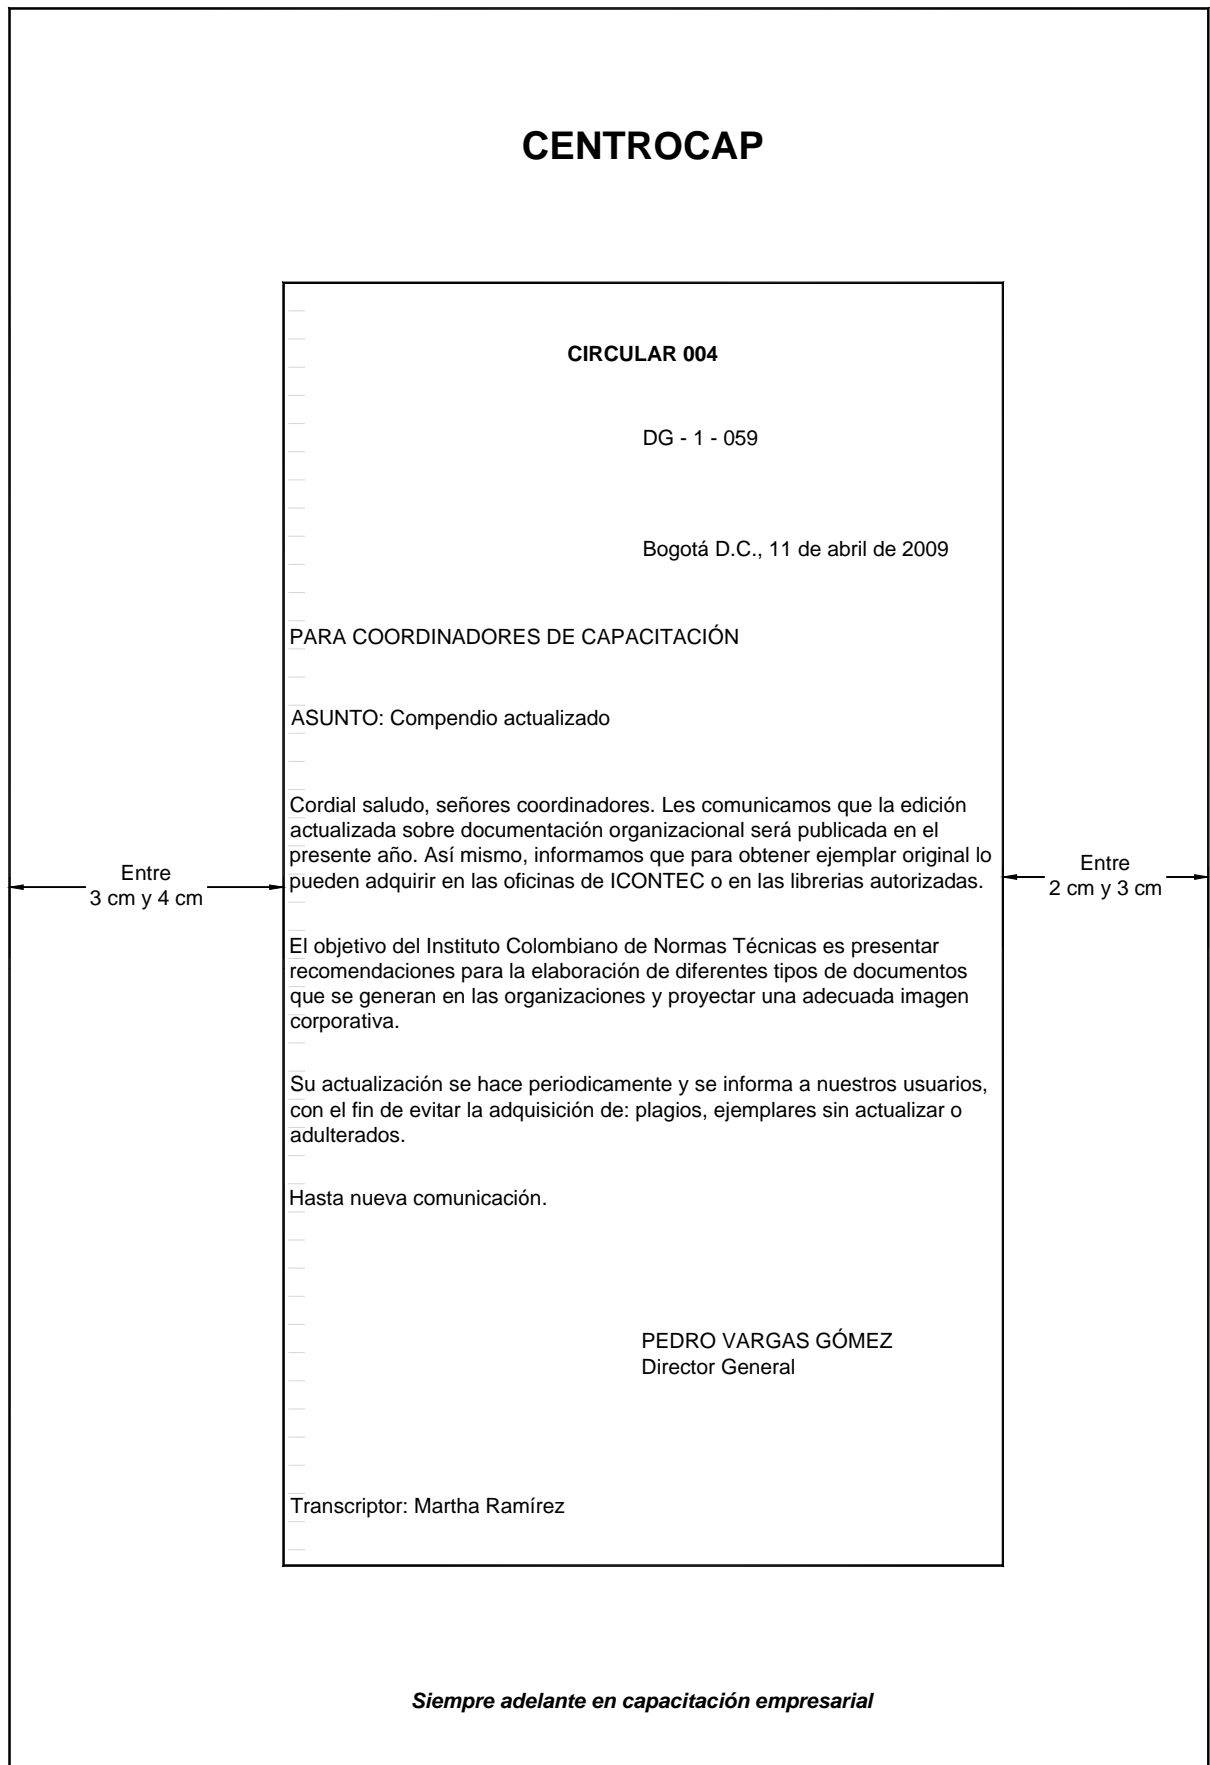 CENTROCAP
CIRCULAR 004
DG - 1 - 059
Bogotá D.C., 11 de abril de 2009
PARA COORDINADORES DE CAPACITACIÓN
ASUNTO: Compendio actualizado
Cordial saludo, señores coordinadores. Les comunicamos que la edición
actualizada sobre documentación organizacional será publicada en el
presente año. Así mismo, informamos que para obtener ejemplar original lo
pueden adquirir en las oficinas de ICONTEC o en las librerias autorizadas.
Entre
3 cm y 4 cm
Entre
2 cm y 3 cm
El objetivo del Instituto Colombiano de Normas Técnicas es presentar
recomendaciones para la elaboración de diferentes tipos de documentos
que se generan en las organizaciones y proyectar una adecuada imagen
corporativa.
Su actualización se hace periodicamente y se informa a nuestros usuarios,
con el fin de evitar la adquisición de: plagios, ejemplares sin actualizar o
adulterados.
Hasta nueva comunicación.
PEDRO VARGAS GÓMEZ
Director General
Transcriptor: Martha Ramírez
Siempre adelante en capacitación empresarial